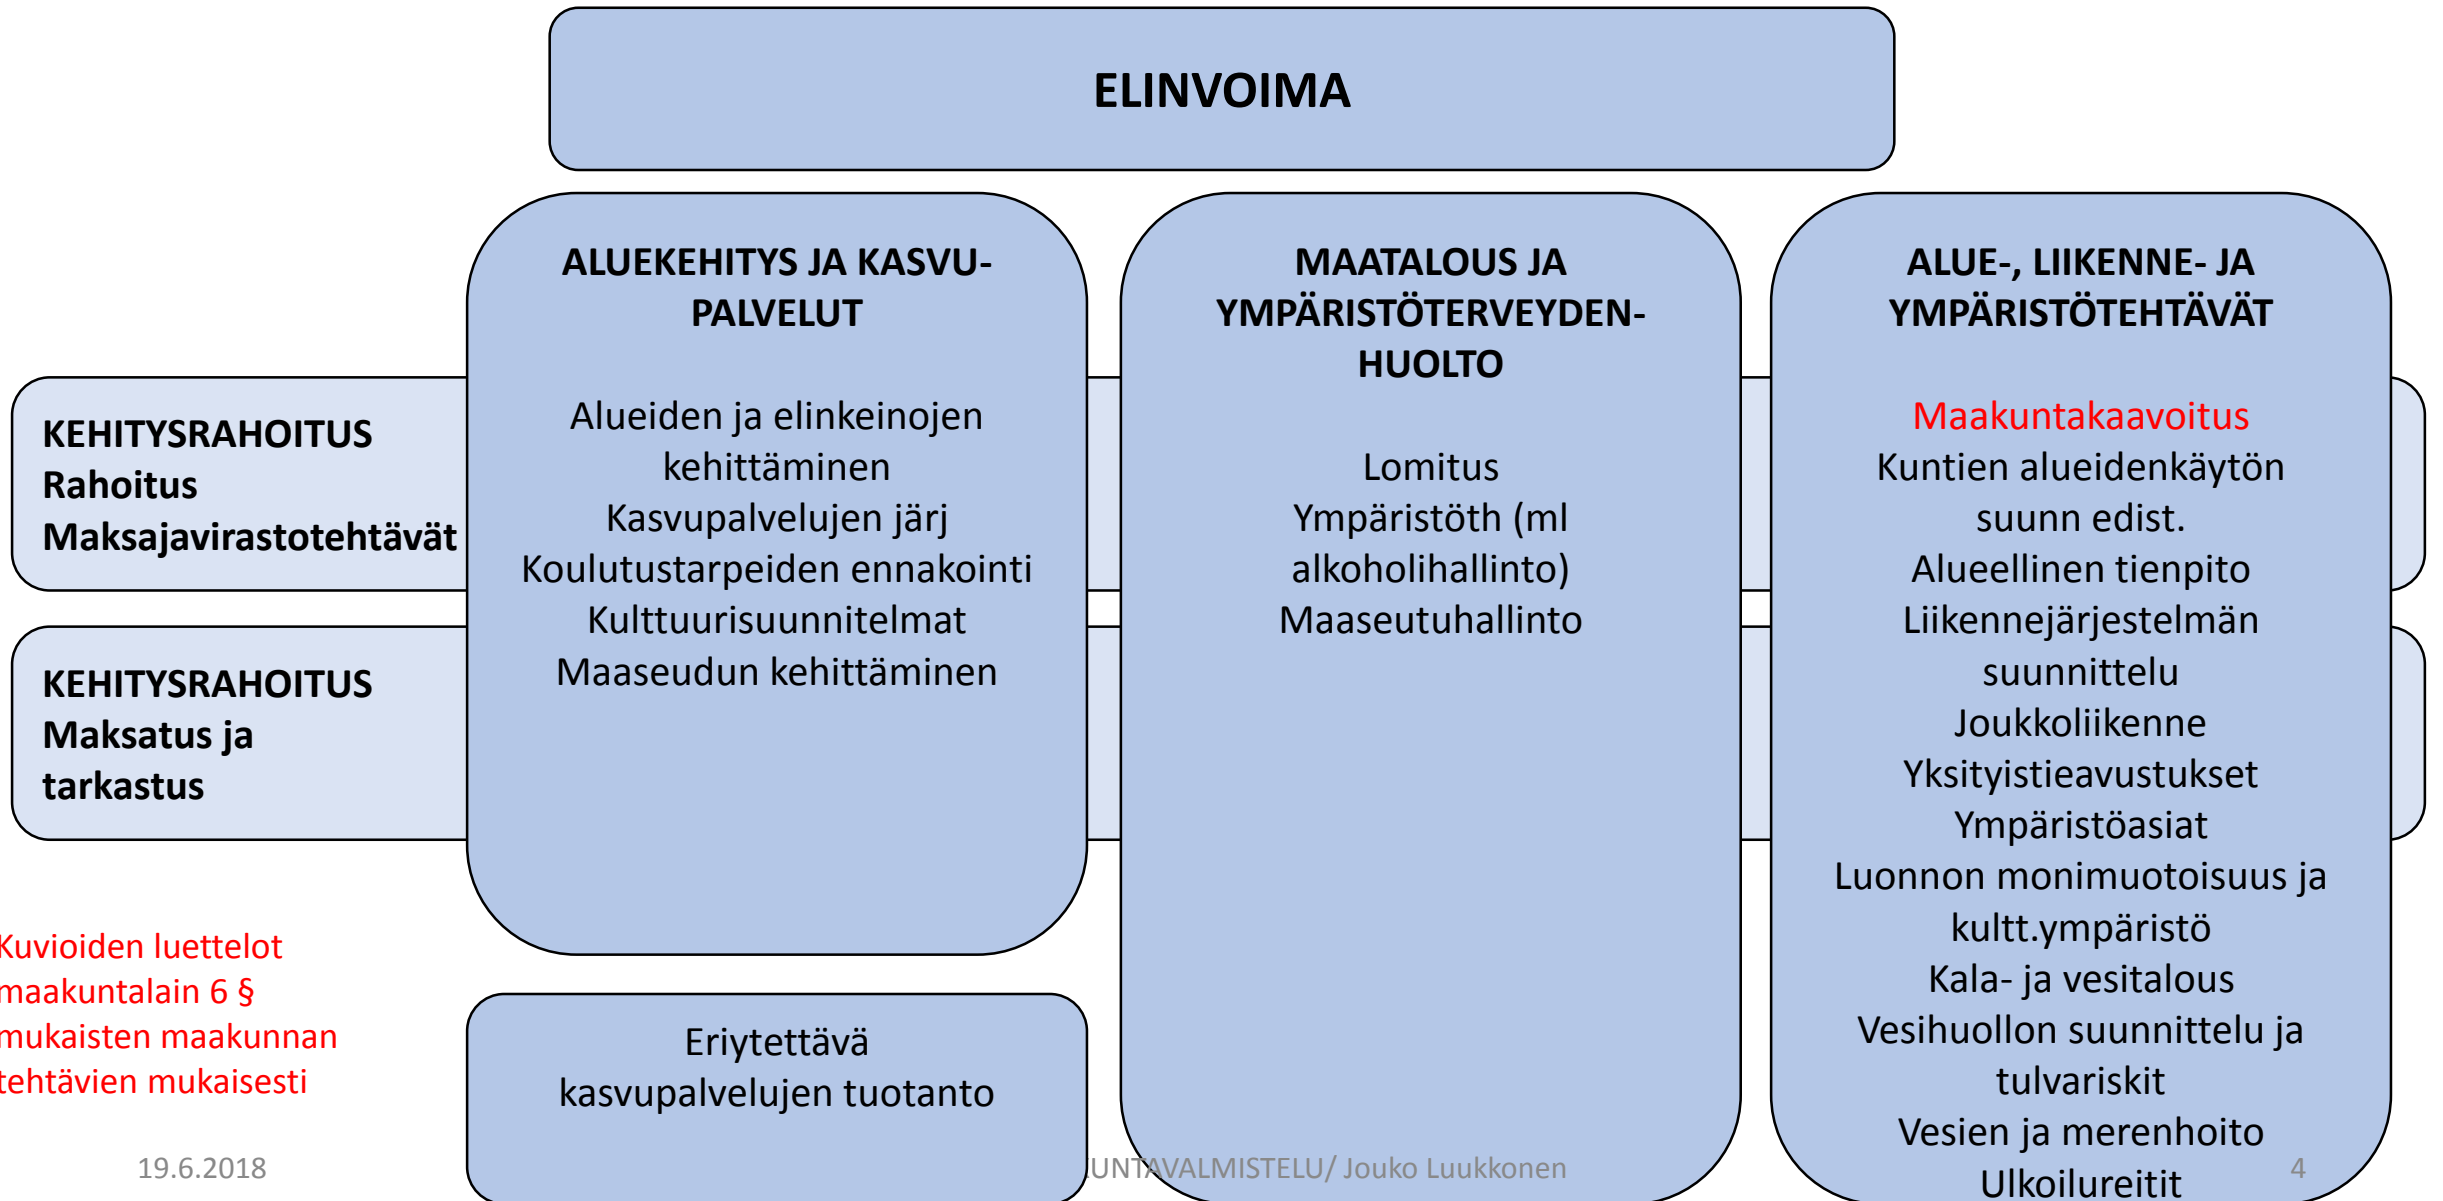 ELINVOIMA
KEHITYSRAHOITUS
Rahoitus
Maksajavirastotehtävät
KEHITYSRAHOITUS
Maksatus ja
tarkastus
ALUEKEHITYS JA KASVU-
PALVELUT
Alueiden ja elinkeinojen
kehittäminen
Kasvupalvelujen järj
Koulutustarpeiden ennakointi
Kulttuurisuunnitelmat
Maaseudun kehittäminen
Eriytettävä
kasvupalvelujen tuotanto
MAATALOUS JA
YMPÄRISTÖTERVEYDEN-
HUOLTO
Lomitus
Ympäristöth (ml
alkoholihallinto)
Maaseutuhallinto
ALUE-, LIIKENNE- JA
YMPÄRISTÖTEHTÄVÄT
Maakuntakaavoitus
Kuntien alueidenkäytön
suunn edist.
Alueellinen tienpito
Liikennejärjestelmän
suunnittelu
Joukkoliikenne
Yksityistieavustukset
Ympäristöasiat
Luonnon monimuotoisuus ja
kultt.ympäristö
Kala- ja vesitalous
Vesihuollon suunnittelu ja
tulvariskit
Vesien ja merenhoito
Ulkoilureitit
Kuvioiden luettelot
maakuntalain 6 §
mukaisten maakunnan
tehtävien mukaisesti
19.6.2018
KUNTAVALMISTELU/ Jouko Luukkonen
4